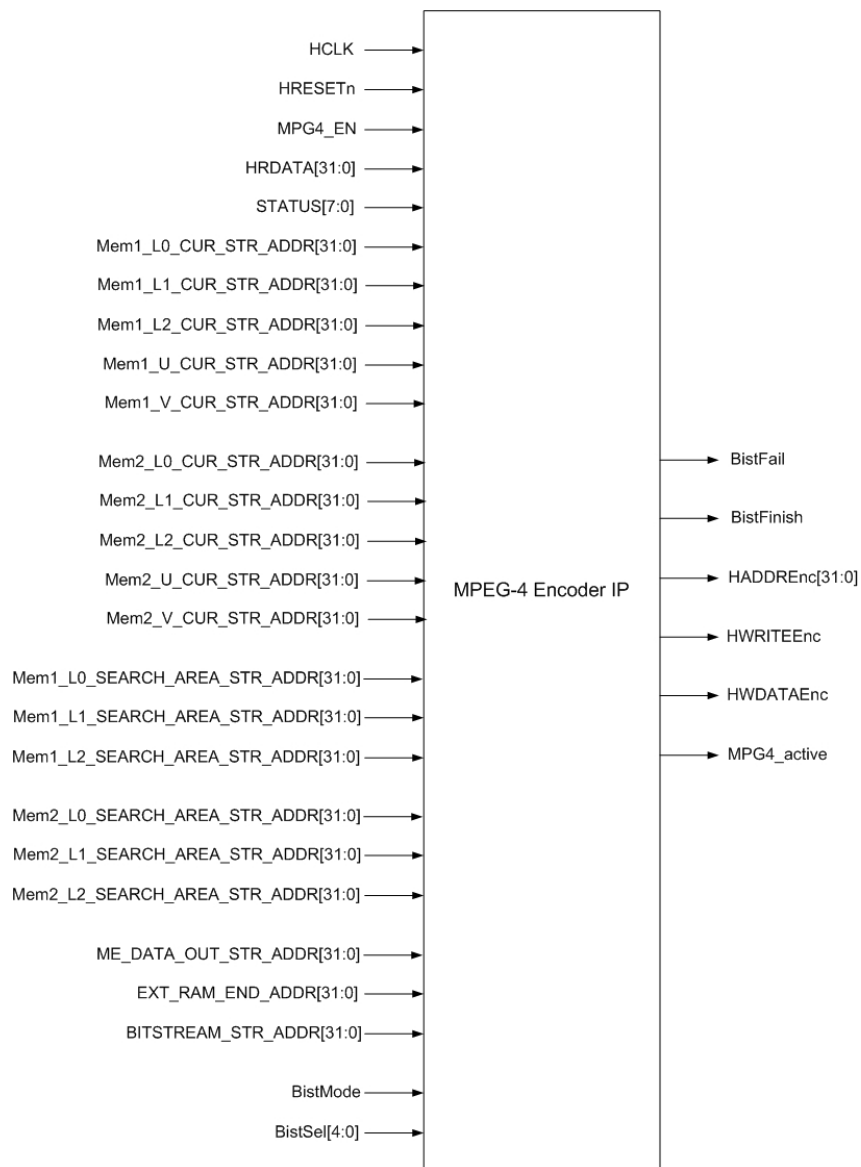 HCLK
HRESETn
MPG4_EN
HRDATA[31:0]
STATUS[7:0]
Mem1_L0_CUR_STR_ADDR[31:0]
Mem1_L1_CUR_STR_ADDR[31:0]
Mem1_L2_CUR_STR_ADDR[31:0]
Mem1_U_CUR_STR_ADDR[31:0]
Mem1_V_CUR_STR_ADDR[31:0]
Mem2_L0_CUR_STR_ADDR[31:0]
Mem2_L1_CUR_STR_ADDR[31:0]
Mem2_L2_CUR_STR_ADDR[31:0]
Mem2_U_CUR_STR_ADDR[31:0]
Mem2_V_CUR_STR_ADDR[31:0]
Mem1_L0_SEARCH_AREA_STR_ADDR[31:0]
Mem1_L1_SEARCH_AREA_STR_ADDR[31:0]
Mem1_L2_SEARCH_AREA_STR_ADDR[31:0]
Mem2_L0_SEARCH_AREA_STR_ADDR[31:0]
Mem2_L1_SEARCH_AREA_STR_ADDR[31:0]
Mem2_L2_SEARCH_AREA_STR_ADDR[31:0]
ME_DATA_OUT_STR_ADDR[31:0]
EXT_RAM_END_ADDR[31:0]
BITSTREAM_STR_ADDR[31:0]
BistMode
BistSel[4:0]
MPEG-4 Encoder IP
BistFail
BistFinish
HADDREnc[31:0]
HWRITEEnc
HWDATAEnc
MPG4_active